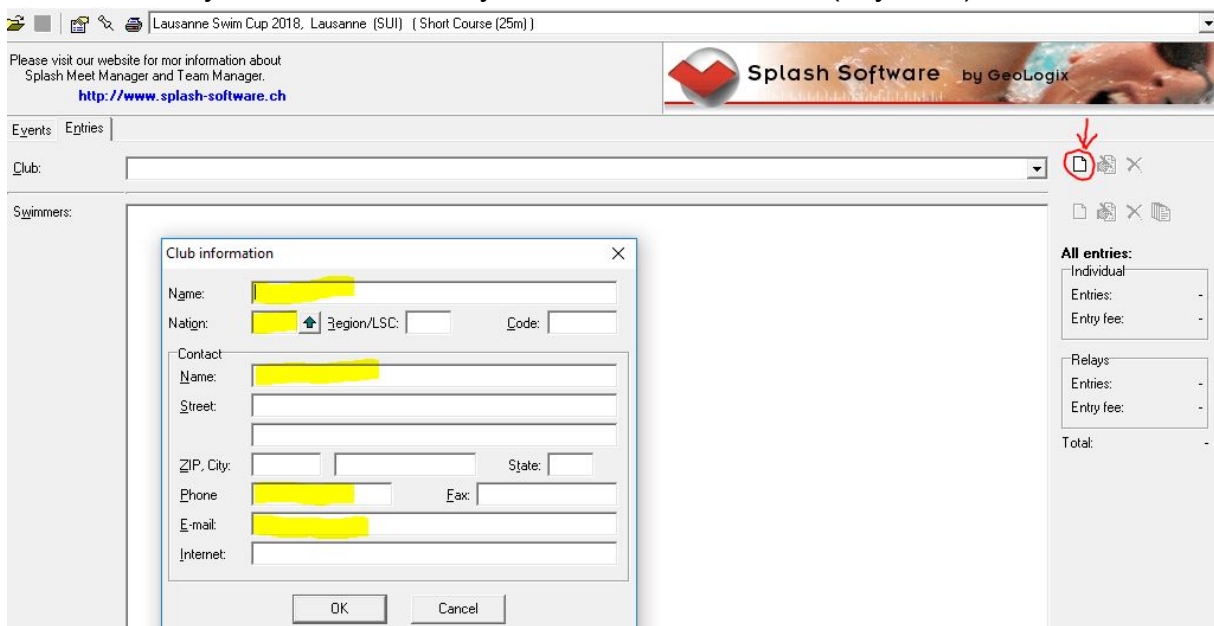 Lausanne Swim Cup 2018, Lausanne (SUI) ( Short Course (25m) )
Please visit our website for mor information about
Splash Meet Manager and Team Manager.
http://www.splash-software.ch
Splash Software by GeoLogix
Events Entries
Club:
Swimmers:
Club information
Name:
Nation: Region/LSC: Code:
Contact
Name:
Street:
ZIP, City: State:
Phone Fax:
E-mail:
Internet:
OK Cancel
All entries:
Individual
Entries: -
Entry fee: -
Relays
Entries: -
Entry fee: -
Total: -